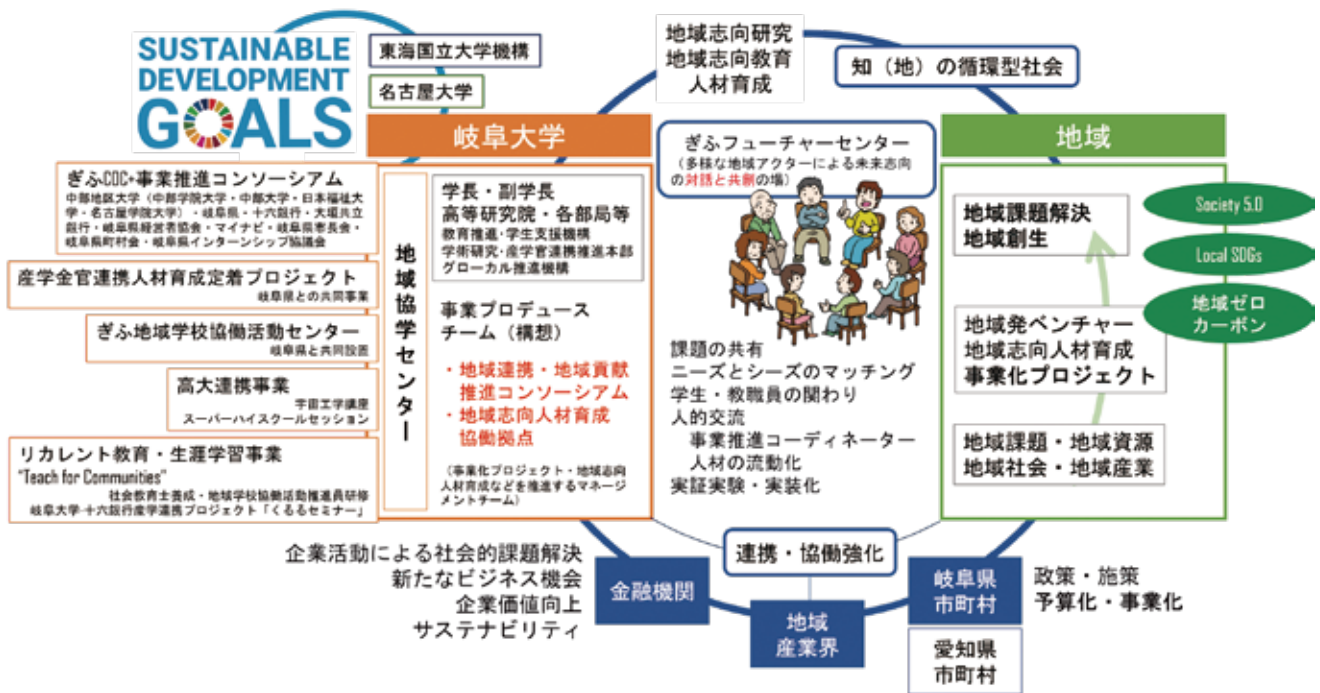 SUSTAINABLE
DEVELOPMENT
GOALS
東海国立大学機構
名古屋大学
地域志向研究
地域志向教育
人材育成
知（地）の循環型社会
岐阜大学
地域協学センター
学長・副学長
高等研究院・各部局等
教育推進・学生支援機構
学術研究・産学官連携推進本部
グローカル推進機構
事業プロデュース
チーム（構想）
・地域連携・地域貢献
推進コンソーシアム
・地域志向人材育成
協働拠点
（事業化プロジェクト・地域志向
人材育成などを推進するマネージ
メントチーム）
ぎふCOC+事業推進コンソーシアム
中部地区大学（中部学院大学・中部大学・日本福祉大
学・名古屋学院大学）・岐阜県・十六銀行・大垣共立
銀行・岐阜県経営者協会・マイナビ・岐阜県市長会・
岐阜県町村会・岐阜県インターンシップ協議会
産学金官連携人材育成定着プロジェクト
岐阜県との共同事業
ぎふ地域学校協働活動センター
岐阜県と共同設置
高大連携事業
宇宙工学講座
スーパーハイスクールセッション
リカレント教育・生涯学習事業
"Teach for Communities"
社会教育士養成・地域学校協働活動推進員研修
岐阜大学-十六銀行産学連携プロジェクト「くるるセミナー」
ぎふフューチャーセンター
（多様な地域アクターによる未来志向
の対話と共創の場）
課題の共有
ニーズとシーズのマッチング
学生・教職員の関わり
人的交流
事業推進コーディネーター
人材の流動化
実証実験・実装化
地域
地域課題解決
地域創生
地域発ベンチャー
地域志向人材育成
事業化プロジェクト
地域課題・地域資源
地域社会・地域産業
Society 5.0
Local SDGs
地域ゼロ
カーボン
企業活動による社会的課題解決
新たなビジネス機会
企業価値向上
サステナビリティ
金融機関
連携・協働強化
地域
産業界
岐阜県
市町村
愛知県
市町村
政策・施策
予算化・事業化